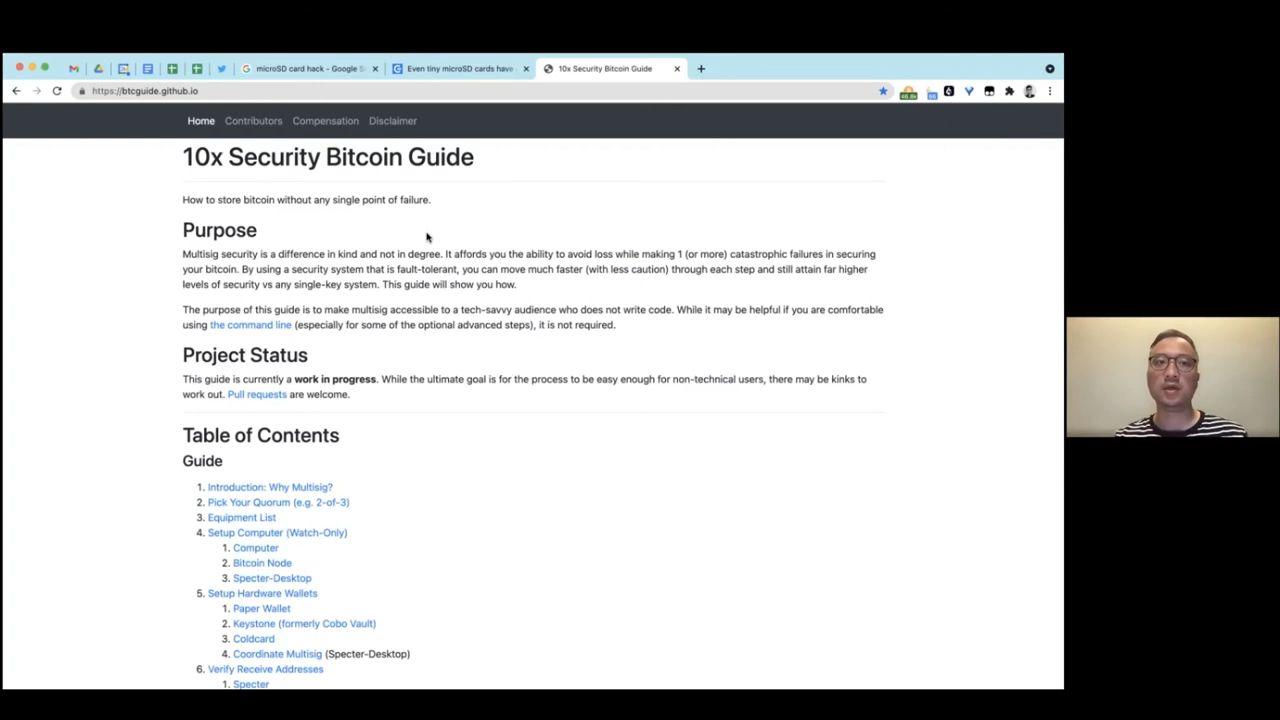 microSD card hack - Google S
Even tiny microSD cards have
10x Security Bitcoin Guide
https://btcguide.github.io
Home Contributors Compensation Disclaimer
10x Security Bitcoin Guide
How to store bitcoin without any single point of failure.
Purpose
Multisig security is a difference in kind and not in degree. It affords you the ability to avoid loss while making 1 (or more) catastrophic failures in securing
your bitcoin. By using a security system that is fault-tolerant, you can move much faster (with less caution) through each step and still attain far higher
levels of security vs any single-key system. This guide will show you how.
The purpose of this guide is to make multisig accessible to a tech-savvy audience who does not write code. While it may be helpful if you are comfortable
using the command line (especially for some of the optional advanced steps), it is not required.
Project Status
This guide is currently a work in progress. While the ultimate goal is for the process to be easy enough for non-technical users, there may be kinks to
work out. Pull requests are welcome.
Table of Contents
Guide
1. Introduction: Why Multisig?
2. Pick Your Quorum (e.g. 2-of-3)
3. Equipment List
4. Setup Computer (Watch-Only)
1. Computer
2. Bitcoin Node
3. Specter-Desktop
5. Setup Hardware Wallets
1. Paper Wallet
2. Keystone (formerly Cobo Vault)
3. Coldcard
4. Coordinate Multisig (Specter-Desktop)
6. Verify Receive Addresses
1. Specter